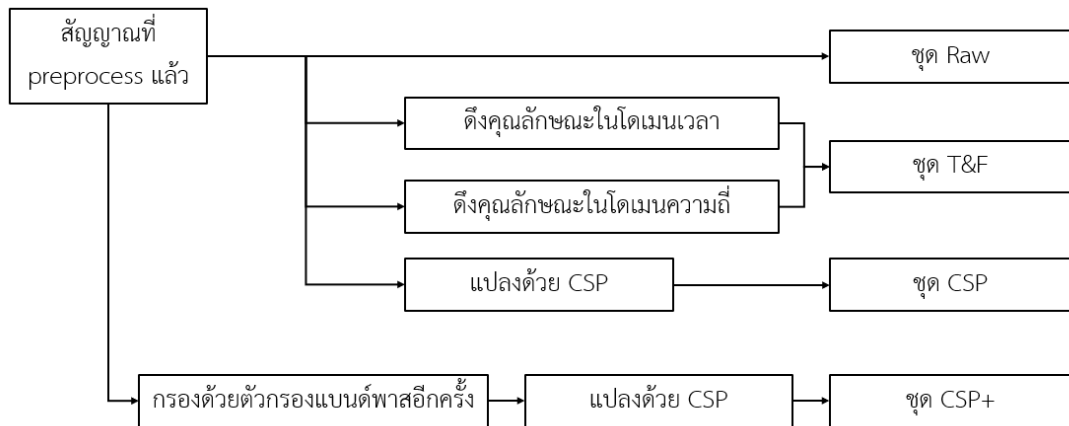 สัญญาณที่
preprocess แล้ว
ชุด Raw
ดึงคุณลักษณะในโดเมนเวลา
ชุด T&F
ดึงคุณลักษณะในโดเมนความถี่
แปลงด้วย CSP
ชุด CSP
กรองด้วยตัวกรองแบนด์พาสอีกครั้ง
แปลงด้วย CSP
ชุด CSP+